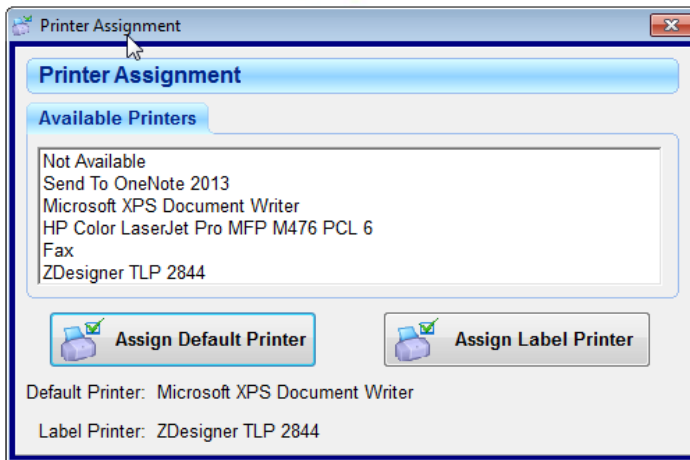 Printer Assignment
Printer Assignment
Available Printers
Not Available
Send To OneNote 2013
Microsoft XPS Document Writer
HP Color LaserJet Pro MFP M476 PCL 6
Fax
ZDesigner TLP 2844
Assign Default Printer
Assign Label Printer
Default Printer: Microsoft XPS Document Writer
Label Printer: ZDesigner TLP 2844